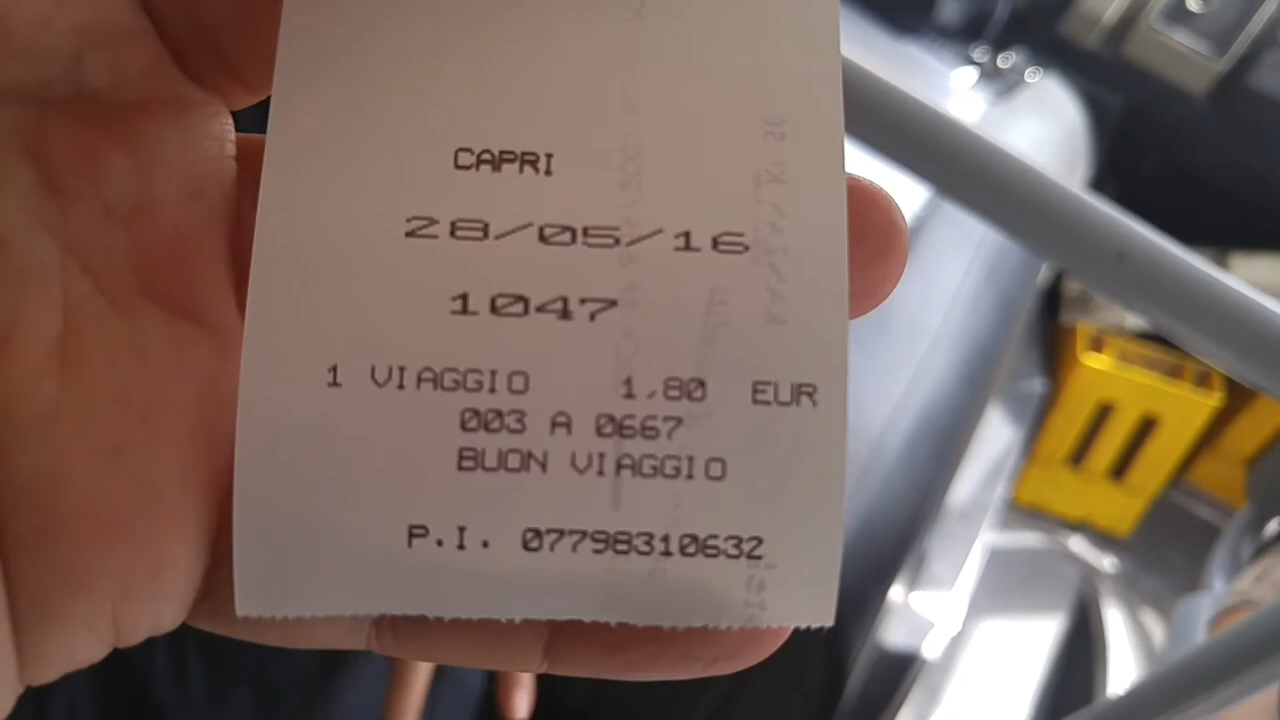 CAPRI
28/05/16
1047
1 VIAGGIO 1.80 EUR
003 A 0667
BUON VIAGGIO
P.I. 07798310632